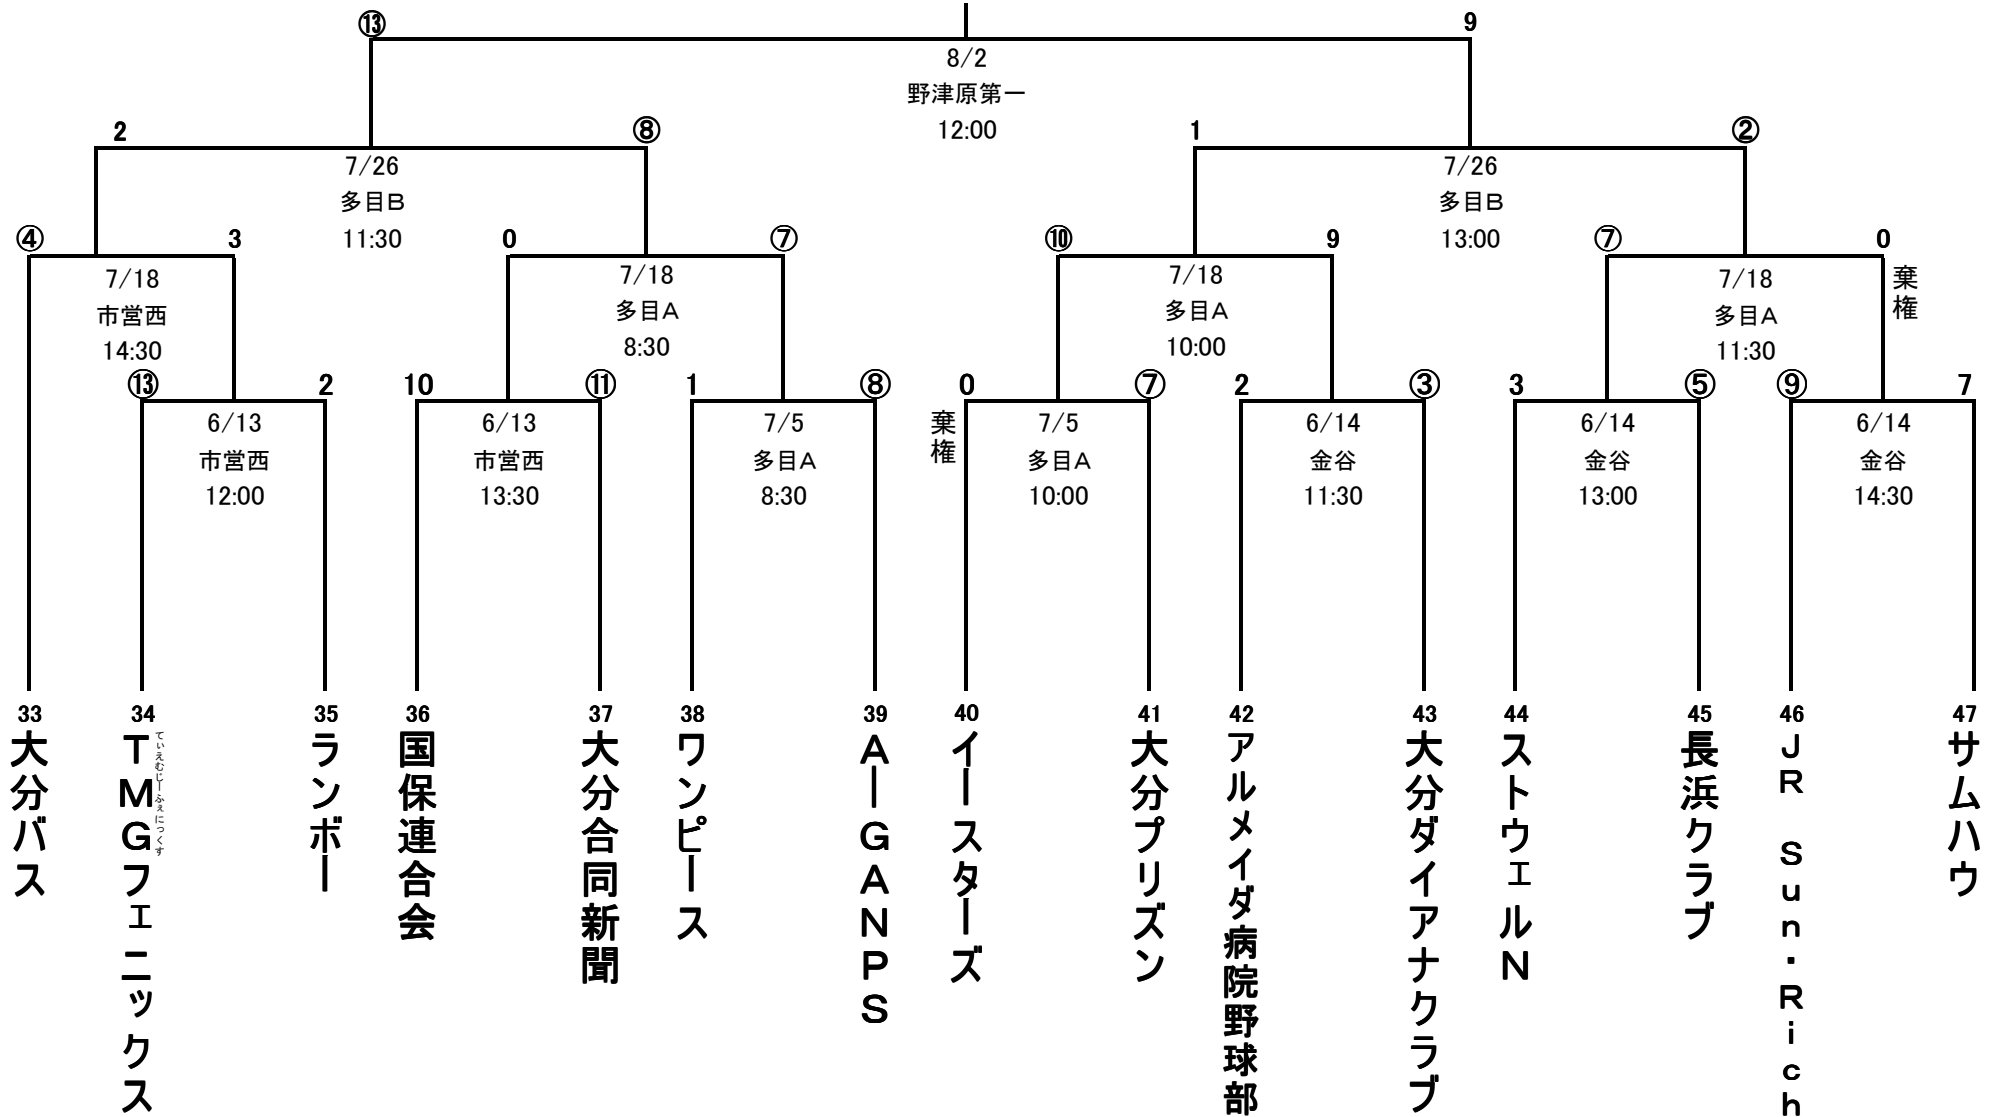 ⑬ 9
8/2
野津原第一
12:00
2 ⑧ 1 ②
7/26 7/26
多目B 多目B
11:30 13:00
④ 3 0 ⑦ ⑩ 9 ⑦ 0
7/18 7/18 7/18 7/18
市営西 多目A 多目A 多目A
14:30 8:30 10:00 11:30
棄権
⑬ 2 10 ⑪ 1 ⑧ 0 ⑦ 2 ③ 3 ⑤ ⑨ 7
棄権
6/13 6/13 7/5 7/5 6/14 6/14 6/14
市営西 市営西 多目A 多目A 金谷 金谷 金谷
12:00 13:30 8:30 10:00 11:30 13:00 14:30
33 34 35 36 37 38 39 40 41 42 43 44 45 46 47
大分バス
TMGフェニックス
てぃえむじーふぇにっくす
ランボー
国保連合会
大分合同新聞
ワンピース
A―GANPS
イースターズ
大分プリズン
アルメイダ病院野球部
大分ダイアナクラブ
ストウェルN
長浜クラブ
JR Sun・Rich
サムハウ